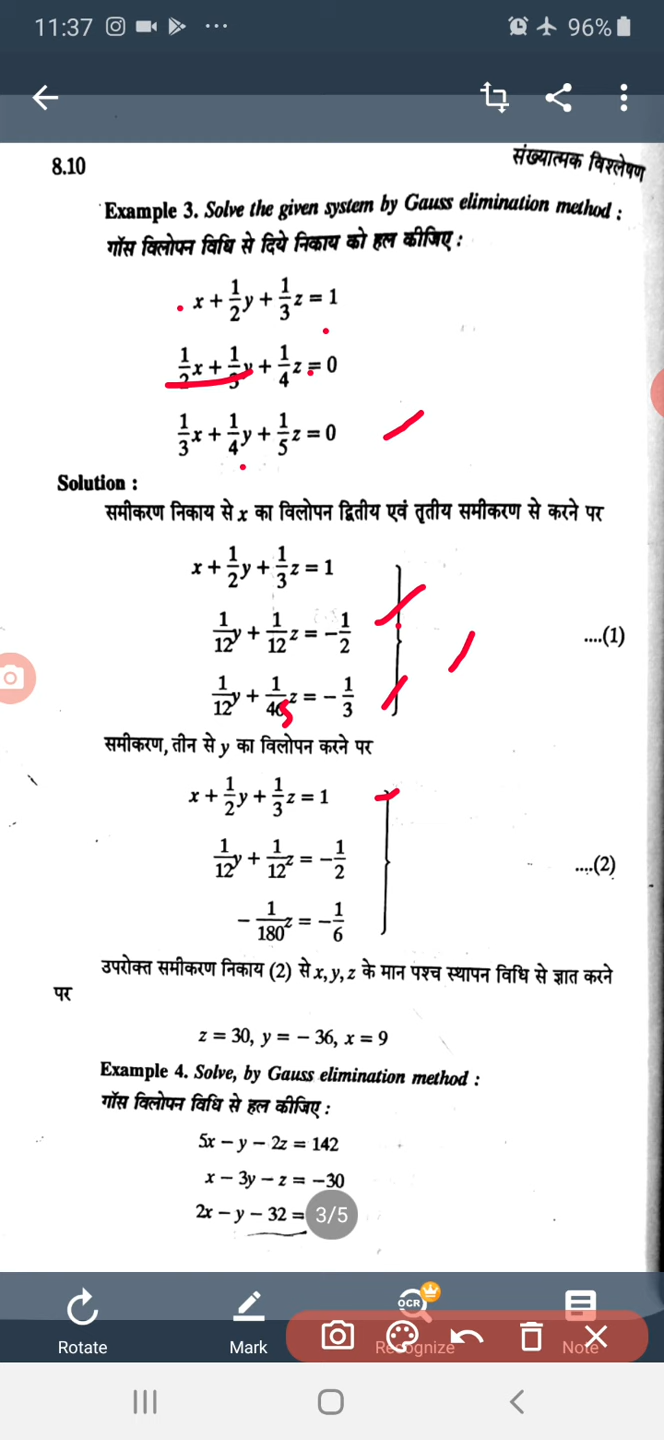 11:37 ... 96%
8.10
संख्यात्मक विश्लेषण
Example 3. Solve the given system by Gauss elimination method :
गॉस विलोपन विधि से दिये निकाय को हल कीजिए :
x + 1/2 y + 1/3 z = 1
1/2 x + 1/3 y + 1/4 z = 0
1/3 x + 1/4 y + 1/5 z = 0
Solution :
समीकरण निकाय से x का विलोपन द्वितीय एवं तृतीय समीकरण से करने पर
x + 1/2 y + 1/3 z = 1
1/12 y + 1/12 z = − 1/2 ....(1)
1/12 y + 1/45 z = − 1/3
समीकरण, तीन से y का विलोपन करने पर
x + 1/2 y + 1/3 z = 1
1/12 y + 1/12 z = − 1/2 ....(2)
− 1/180 z = − 1/6
उपरोक्त समीकरण निकाय (2) से x, y, z के मान पश्च स्थापन विधि से ज्ञात करने
पर
z = 30, y = − 36, x = 9
Example 4. Solve, by Gauss elimination method :
गॉस विलोपन विधि से हल कीजिए :
5x − y − 2z = 142
x − 3y − z = −30
2x − y − 32 =
3/5
Rotate Mark OCR Recognize Note